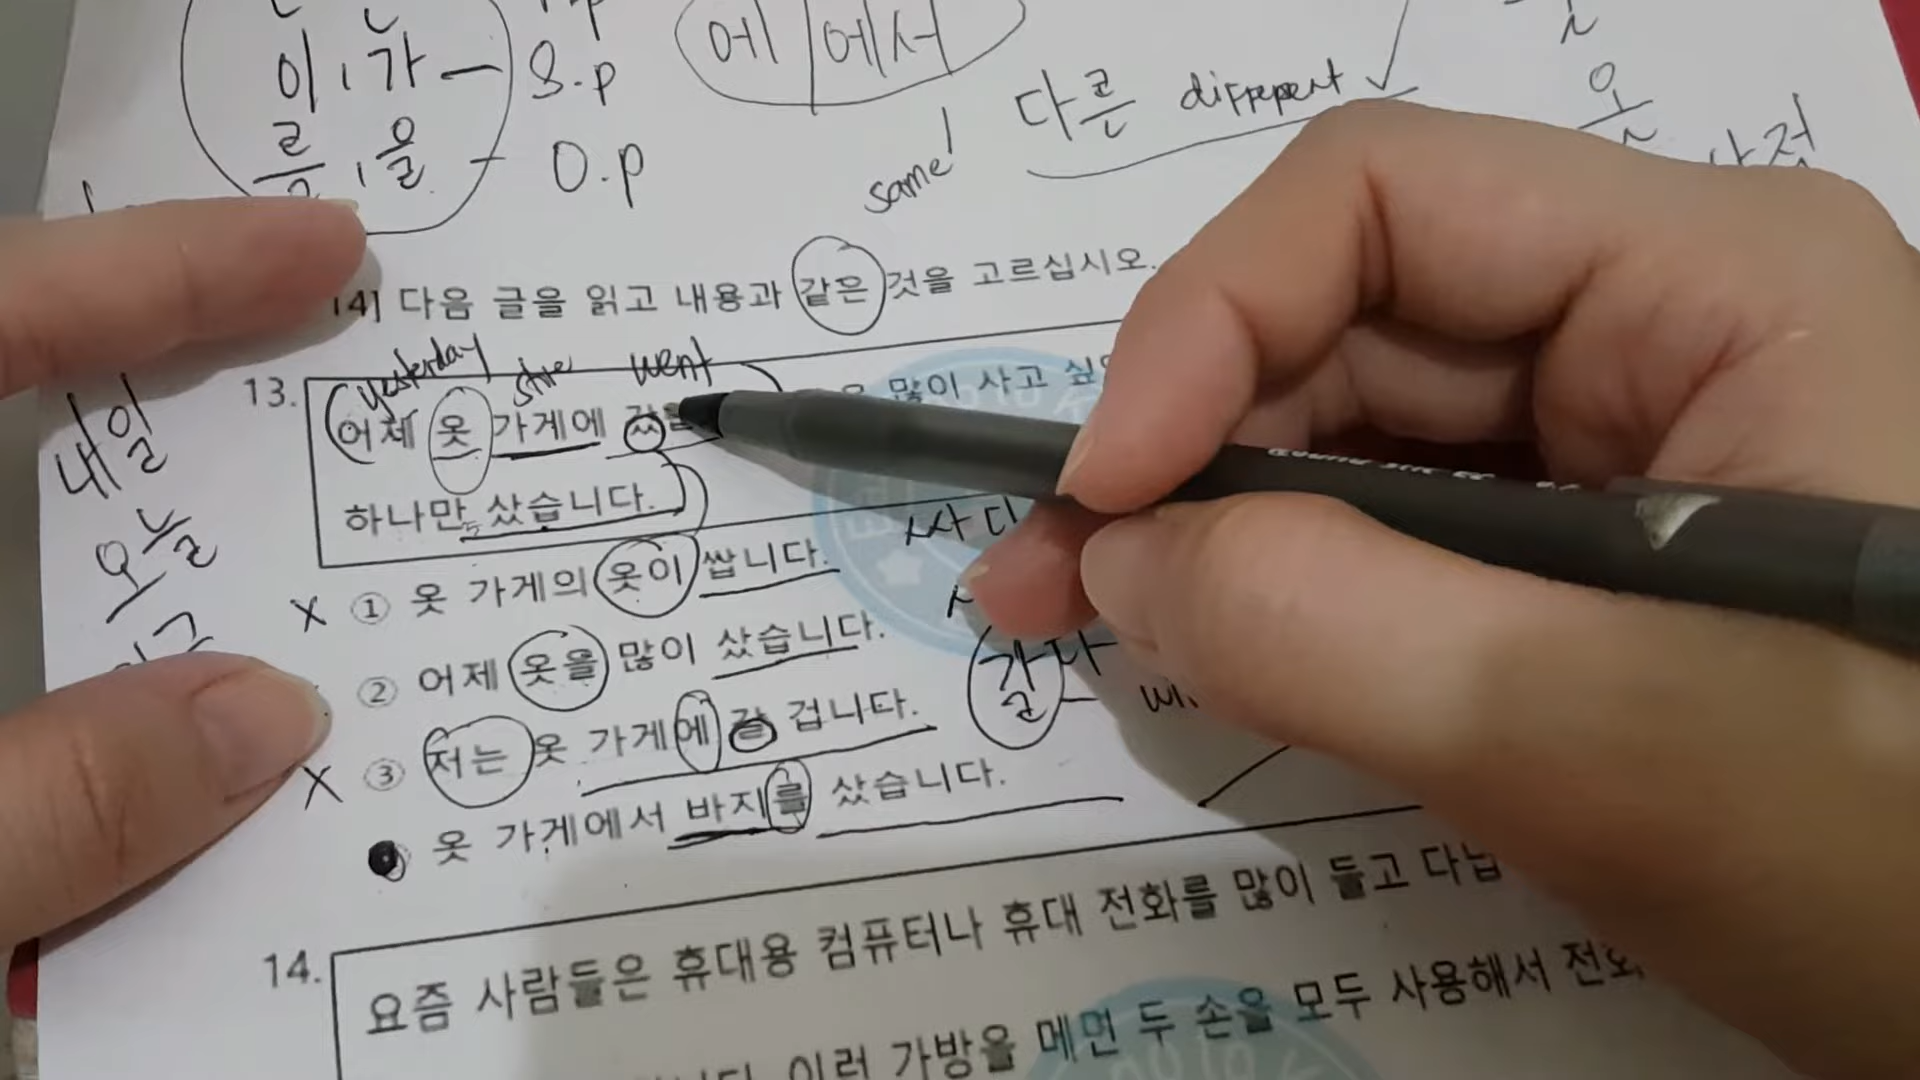 이 , 가 — S.p
를 , 을 - O.p
에 에서
same! 다른 different ✓
은
14] 다음 글을 읽고 내용과 같은 것을 고르십시오.
yesterday went
13. 어제 옷 가게에 갔 많이 사고
하나만 샀습니다.
싸다
X ① 옷 가게의 옷이 쌉니다.
② 어제 옷을 많이 샀습니다.
X ③ 저는 옷 가게에 갈 겁니다.
옷 가게에서 바지를 샀습니다.
내일
오늘
14. 요즘 사람들은 휴대용 컴퓨터나 휴대 전화를 많이 들고 다닙
이런 가방을 메면 두 손을 모두 사용해서